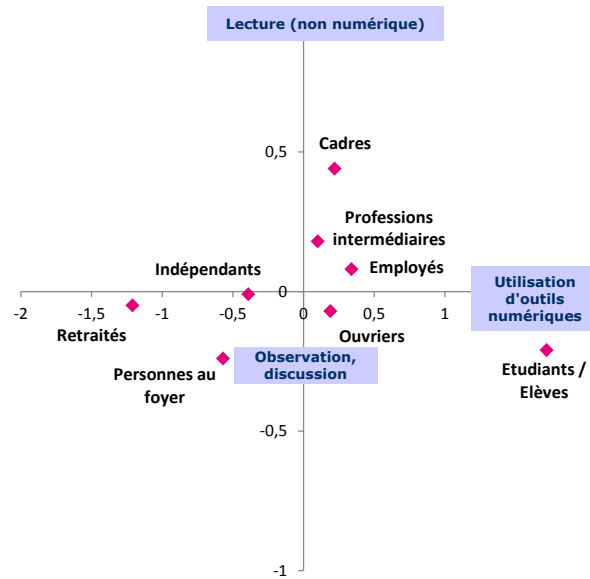 Lecture (non numérique)
Cadres
0,5
Professions
intermédiaires
Indépendants
Employés
0
Utilisation
d'outils
numériques
-2
-1,5
-1
-0,5
0
0,5
1
Retraités
Ouvriers
Observation,
discussion
Personnes au
foyer
Etudiants /
Elèves
-0,5
-1